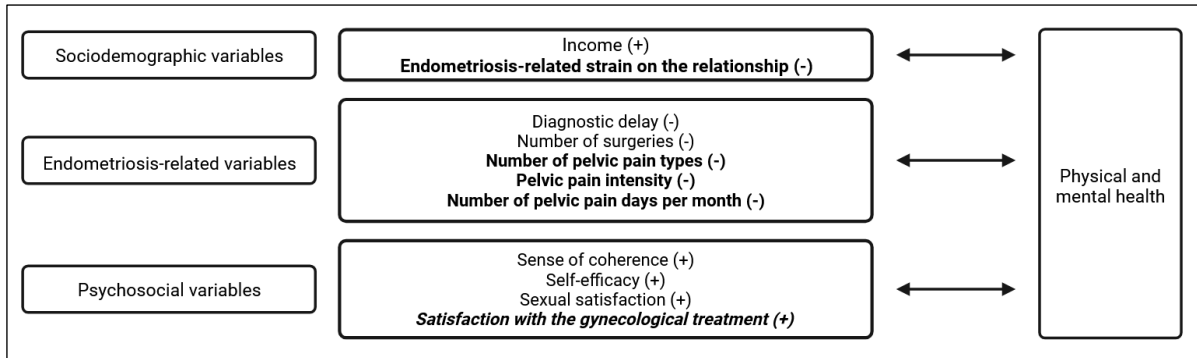 Sociodemographic variables
Income (+)
Endometriosis-related strain on the relationship (-)
Endometriosis-related variables
Diagnostic delay (-)
Number of surgeries (-)
Number of pelvic pain types (-)
Pelvic pain intensity (-)
Number of pelvic pain days per month (-)
Psychosocial variables
Sense of coherence (+)
Self-efficacy (+)
Sexual satisfaction (+)
Satisfaction with the gynecological treatment (+)
Physical and
mental health